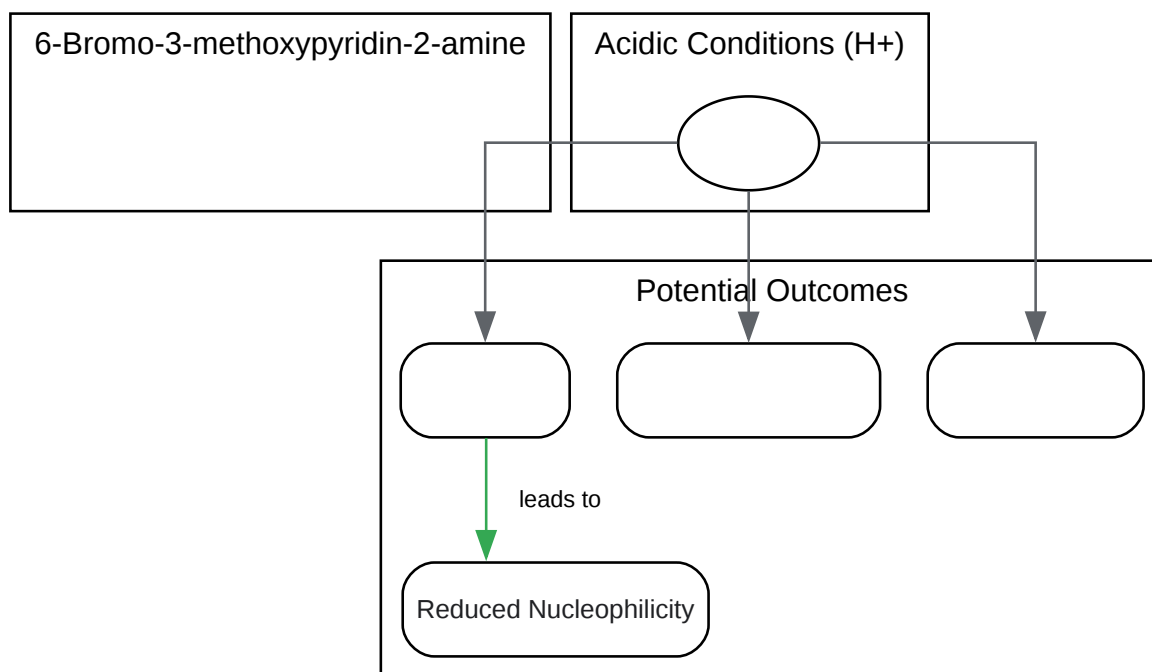 6-Bromo-3-methoxypyridin-2-amine
Acidic Conditions (H+)
Potential Outcomes
leads to
Reduced Nucleophilicity